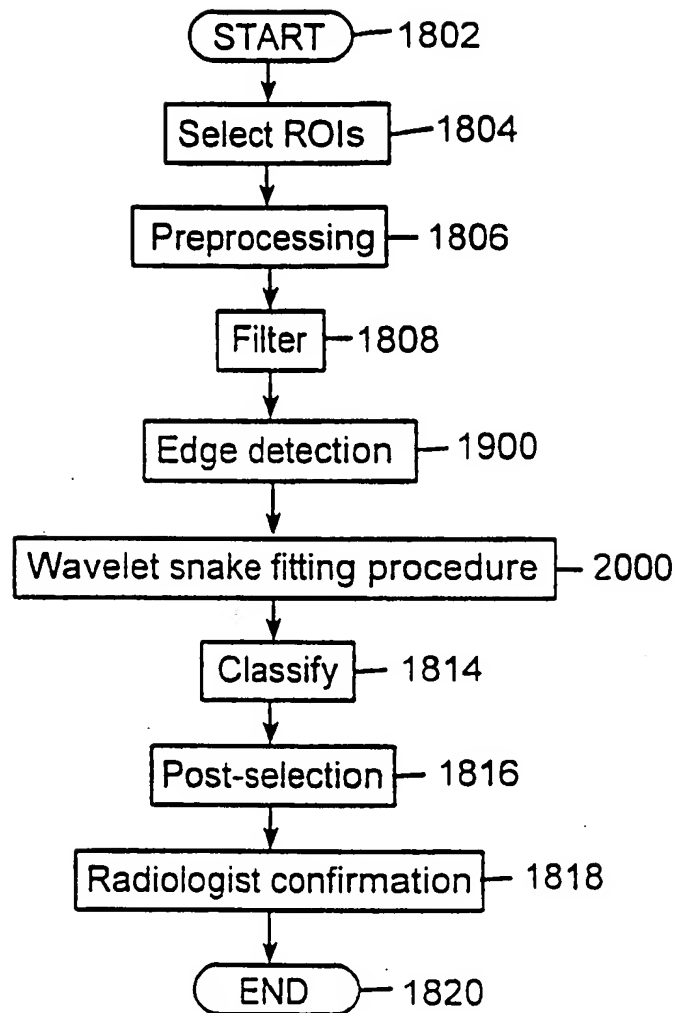 START 1802
Select ROIs 1804
Preprocessing 1806
Filter 1808
Edge detection 1900
Wavelet snake fitting procedure 2000
Classify 1814
Post-selection 1816
Radiologist confirmation 1818
END 1820